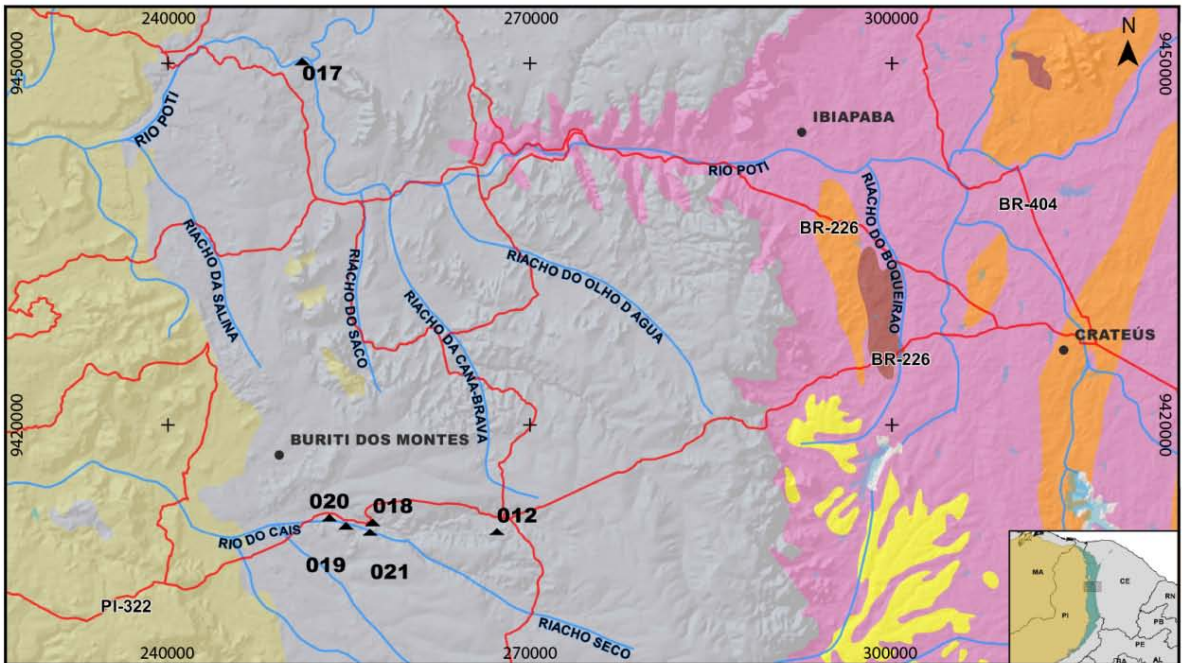 240000
270000
300000
N
9450000
9450000
017
RIO POTI
IBIAPABA
RIO POTI
BR-404
RIACHO DA SALINA
RIACHO DO SACO
RIACHO DA CANA-BRAVA
RIACHO DO OLHO D AGUA
BR-226
RIACHO DO BOQUEIRAO
CRATEÚS
BR-226
9420000
9420000
BURITI DOS MONTES
020
018
012
RIO DO CAIS
019
021
PI-322
RIACHO SECO
MA
PI
CE
RN
PB
PE
AL
240000
270000
300000